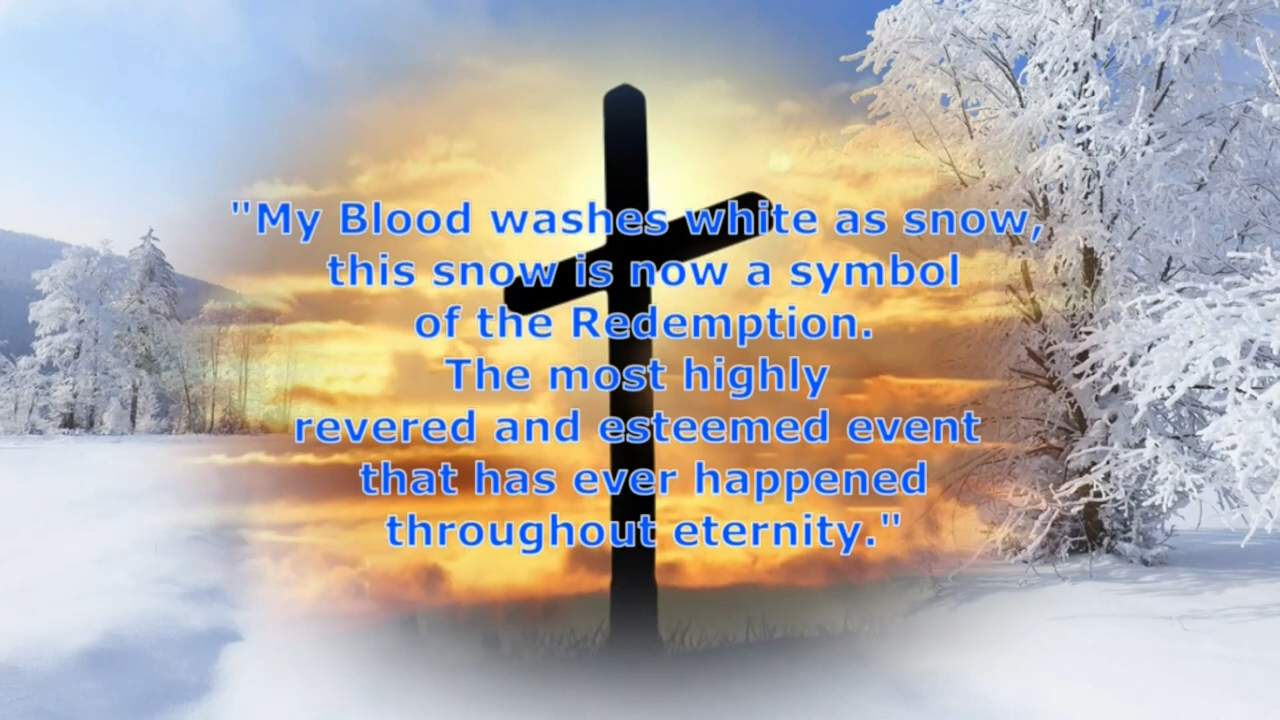 "My Blood washes white as snow,
this snow is now a symbol
of the Redemption.
The most highly
revered and esteemed event
that has ever happened
throughout eternity."